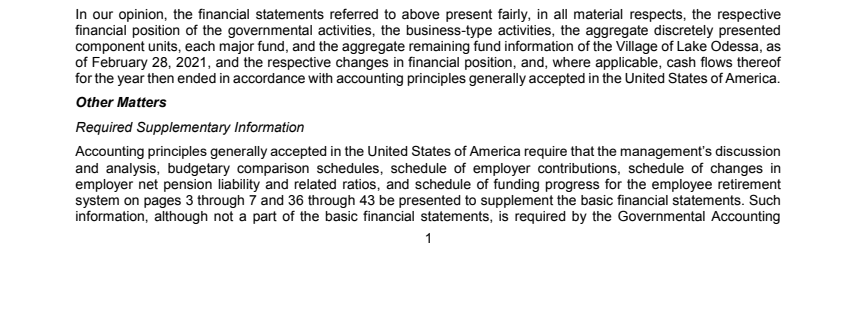 In our opinion, the financial statements referred to above present fairly, in all material respects, the respective
financial position of the governmental activities, the business-type activities, the aggregate discretely presented
component units, each major fund, and the aggregate remaining fund information of the Village of Lake Odessa, as
of February 28, 2021, and the respective changes in financial position, and, where applicable, cash flows thereof
for the year then ended in accordance with accounting principles generally accepted in the United States of America.
Other Matters
Required Supplementary Information
Accounting principles generally accepted in the United States of America require that the management's discussion
and analysis, budgetary comparison schedules, schedule of employer contributions, schedule of changes in
employer net pension liability and related ratios, and schedule of funding progress for the employee retirement
system on pages 3 through 7 and 36 through 43 be presented to supplement the basic financial statements. Such
information, although not a part of the basic financial statements, is required by the Governmental Accounting
1